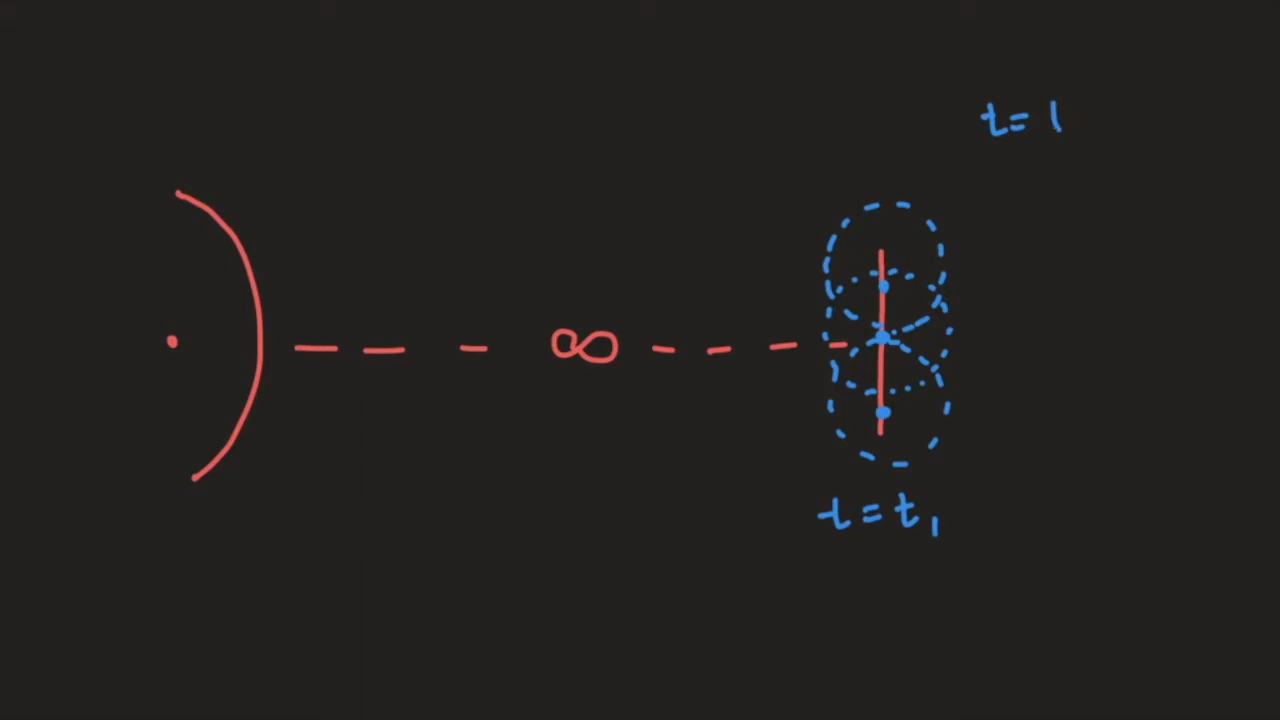 t = 1
∞
t = t₁